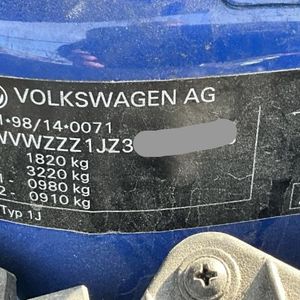 VOLKSWAGEN AG
1•98/14•0071
WVWZZZ1JZ3
1820 kg
3220 kg
1 - 0980 kg
2 - 0910 kg
Typ 1J